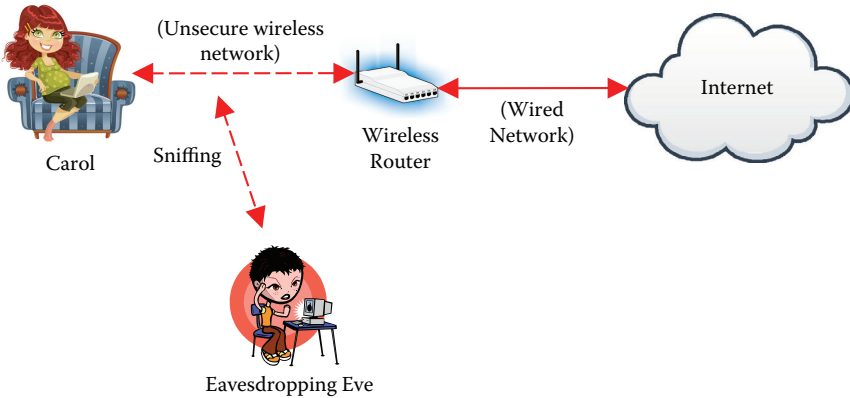 (Unsecure wireless
network)
Internet
(Wired
Network)
Wireless
Router
Carol
Sniffing
Eavesdropping Eve